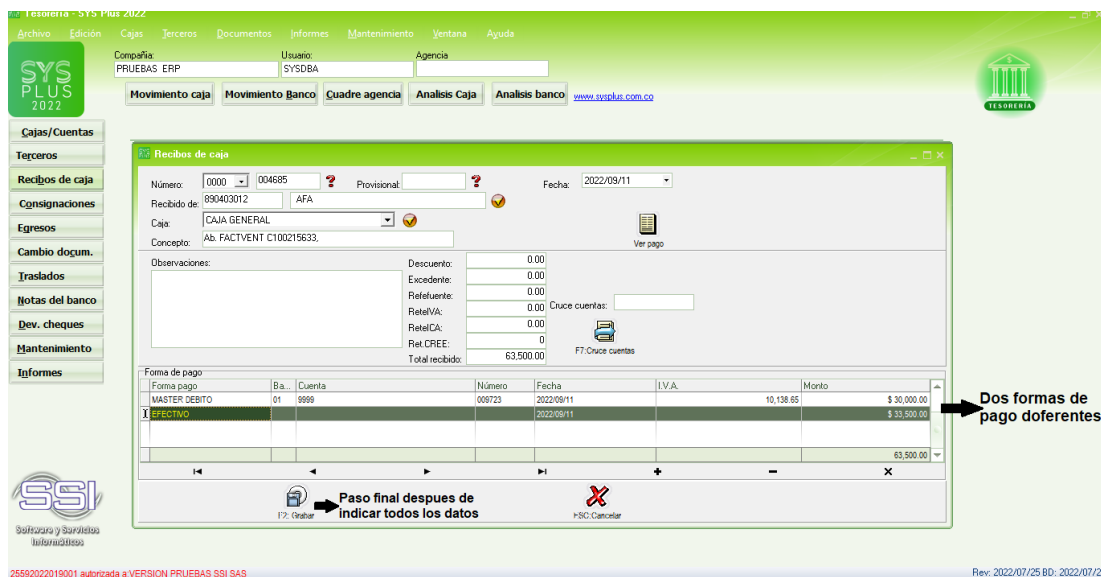 Tesorería - SYS Plus 2022
Archivo Edición Cajas Terceros Documentos Informes Mantenimiento Ventana Ayuda
SYS
PLUS
2022
Compañia: Usuario: Agencia
PRUEBAS ERP SYSDBA
Movimiento caja Movimiento Banco Cuadre agencia Analisis Caja Analisis banco www.sysplus.com.co
TESORERÍA
Cajas/Cuentas
Terceros
Recibos de caja
Consignaciones
Egresos
Cambio docum.
Traslados
Notas del banco
Dev. cheques
Mantenimiento
Informes
Recibos de caja
Número: 0000 004685 ? Provisional: ? Fecha: 2022/09/11
Recibido de: 890403012 AFA
Caja: CAJA GENERAL
Concepto: Ab. FACTVENT C100215633,
Ver pago
Observaciones:
Descuento: 0.00
Excedente: 0.00
Refefuente: 0.00
ReteIVA: 0.00
ReteICA: 0.00
Ret.CREE: 0
Total recibido: 63,500.00
Cruce cuentas:
F7:Cruce cuentas
Forma de pago
Forma pago Ba... Cuenta Número Fecha I.V.A. Monto
MASTER DEBITO 01 9999 009723 2022/09/11 10,138.65 $ 30,000.00
EFECTIVO 2022/09/11 $ 33,500.00
63,500.00
Dos formas de
pago doferentes
F2: Grabar
Paso final despues de
indicar todos los datos
ESC:Cancelar
SSI
Software y Servicios
Informáticos
25592022019001 autorizada a:VERSION PRUEBAS SSI SAS
Rev: 2022/07/25 BD: 2022/07/2